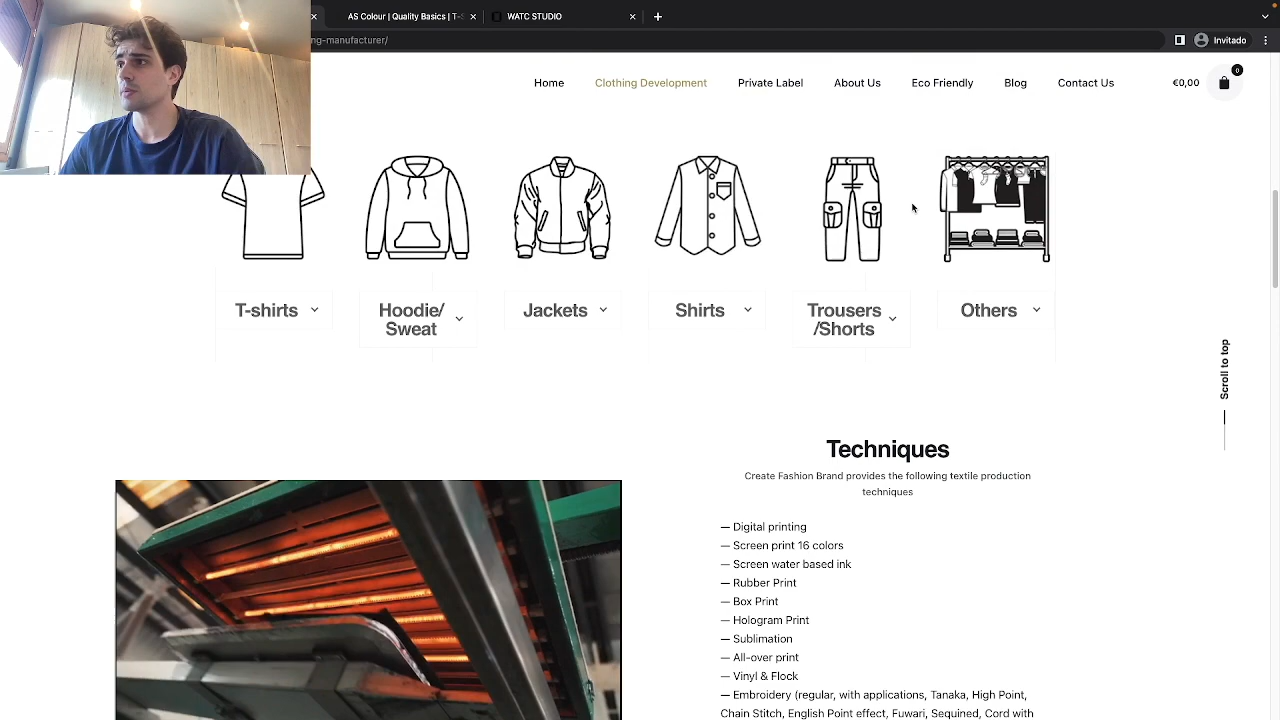 AS Colour | Quality Basics | T-S
WATC STUDIO
ng-manufacturer/
Invitado
Home
Clothing Development
Private Label
About Us
Eco Friendly
Blog
Contact Us
€0,00
0
T-shirts
Hoodie/
Sweat
Jackets
Shirts
Trousers
/Shorts
Others
Scroll to top
Techniques
Create Fashion Brand provides the following textile production
techniques
— Digital printing
— Screen print 16 colors
— Screen water based ink
— Rubber Print
— Box Print
— Hologram Print
— Sublimation
— All-over print
— Vinyl & Flock
— Embroidery (regular, with applications, Tanaka, High Point,
Chain Stitch, English Point effect, Fuwari, Sequined, Cord with